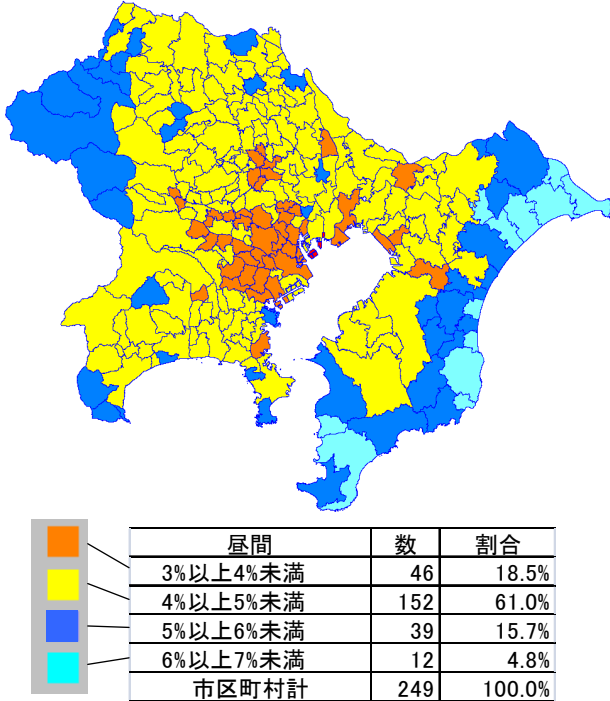 昼間 数 割合
3%以上4%未満 46 18.5%
4%以上5%未満 152 61.0%
5%以上6%未満 39 15.7%
6%以上7%未満 12 4.8%
市区町村計 249 100.0%